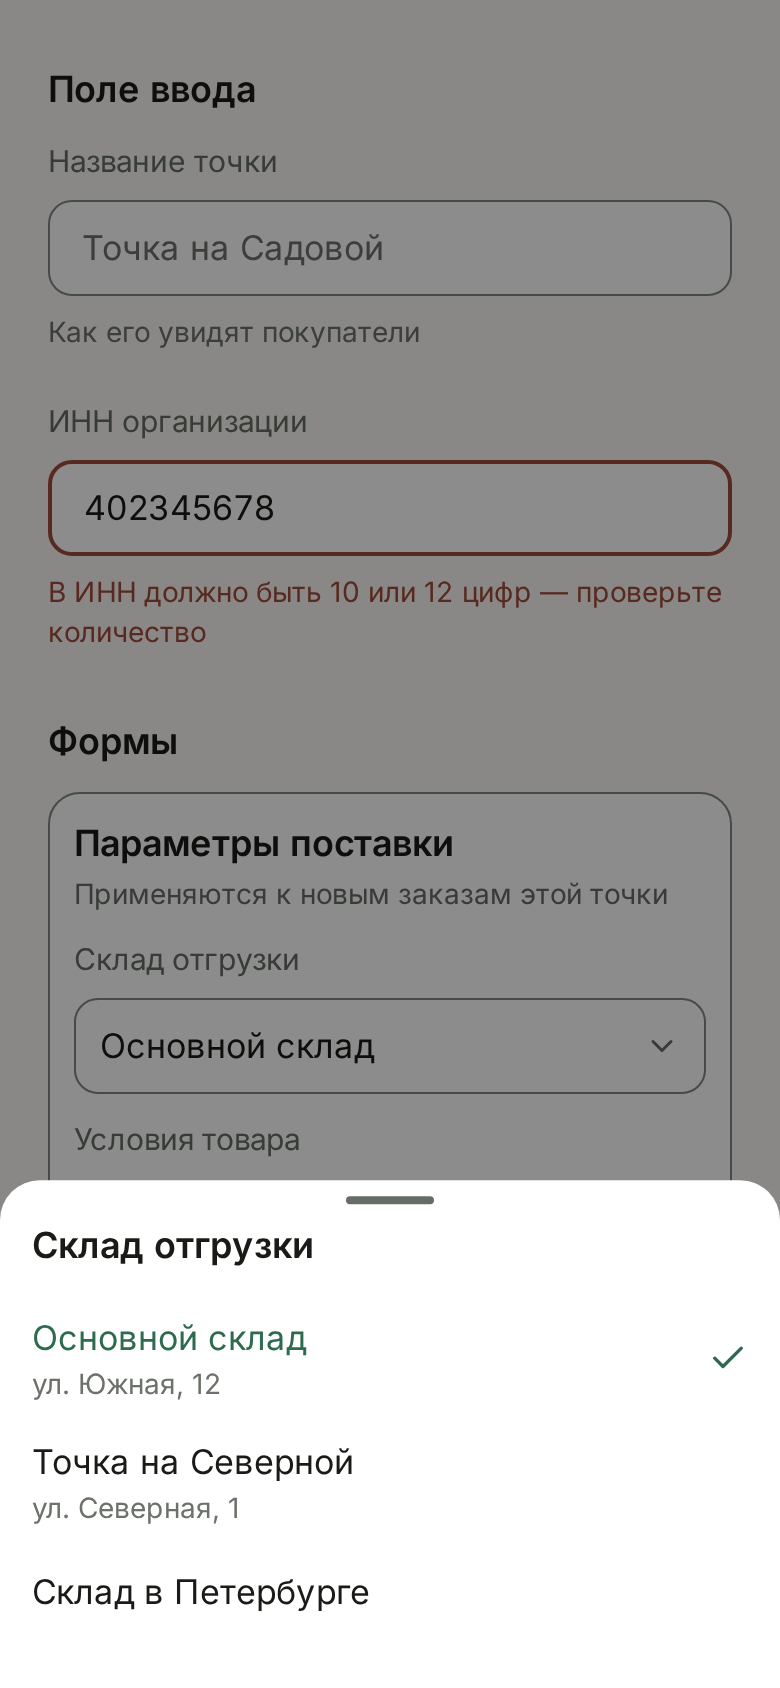 Поле ввода
Название точки
Точка на Садовой
Как его увидят покупатели
ИНН организации
402345678
В ИНН должно быть 10 или 12 цифр — проверьте
количество
Формы
Параметры поставки
Применяются к новым заказам этой точки
Склад отгрузки
Основной склад
Условия товара
Склад отгрузки
Основной склад
ул. Южная, 12
Точка на Северной
ул. Северная, 1
Склад в Петербурге